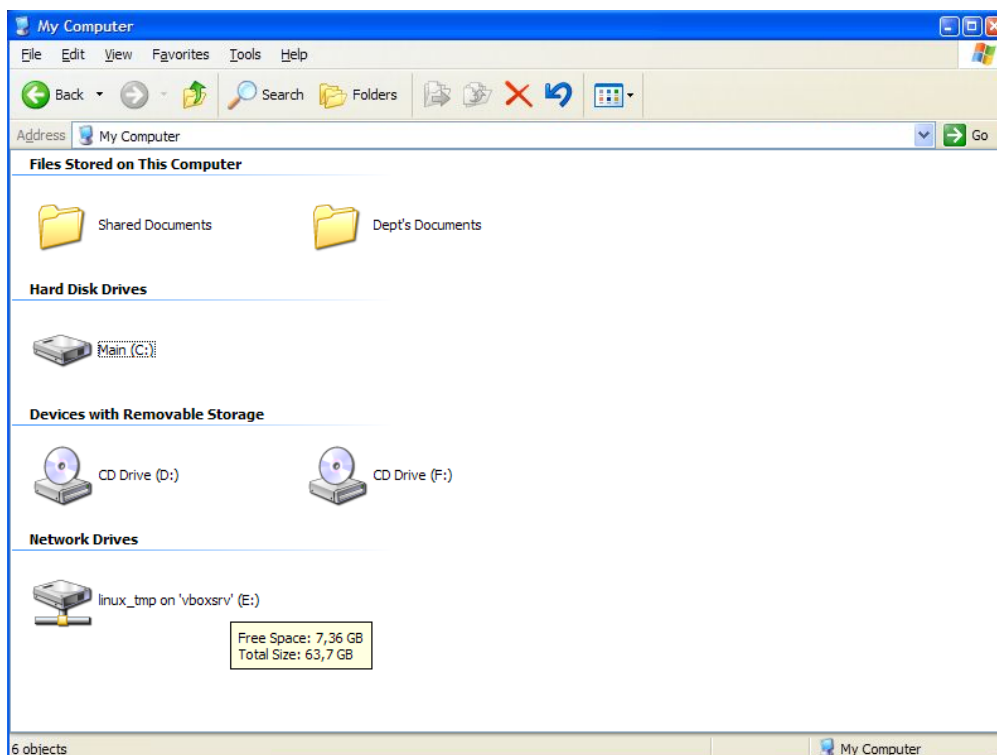 My Computer
File Edit View Favorites Tools Help
Back Search Folders
Address My Computer Go
Files Stored on This Computer
Shared Documents Dept's Documents
Hard Disk Drives
Main (C:)
Devices with Removable Storage
CD Drive (D:) CD Drive (F:)
Network Drives
linux_tmp on 'vboxsrv' (E:)
Free Space: 7,36 GB
Total Size: 63,7 GB
6 objects My Computer